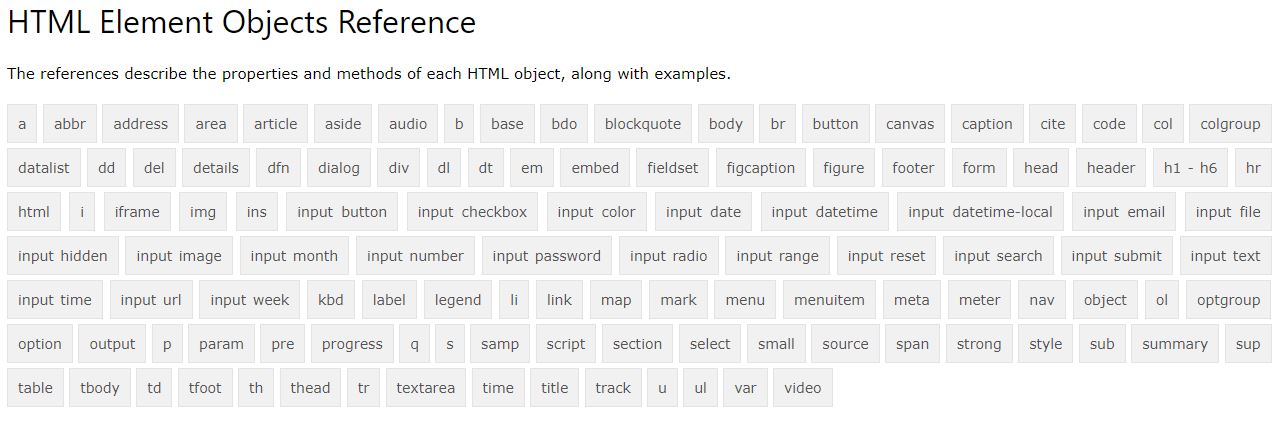 HTML Element Objects Reference
The references describe the properties and methods of each HTML object, along with examples.
a abbr address area article aside audio b base bdo blockquote body br button canvas caption cite code col colgroup
datalist dd del details dfn dialog div dl dt em embed fieldset figcaption figure footer form head header h1 - h6 hr
html i iframe img ins input button input checkbox input color input date input datetime input datetime-local input email input file
input hidden input image input month input number input password input radio input range input reset input search input submit input text
input time input url input week kbd label legend li link map mark menu menuitem meta meter nav object ol optgroup
option output p param pre progress q s samp script section select small source span strong style sub summary sup
table tbody td tfoot th thead tr textarea time title track u ul var video